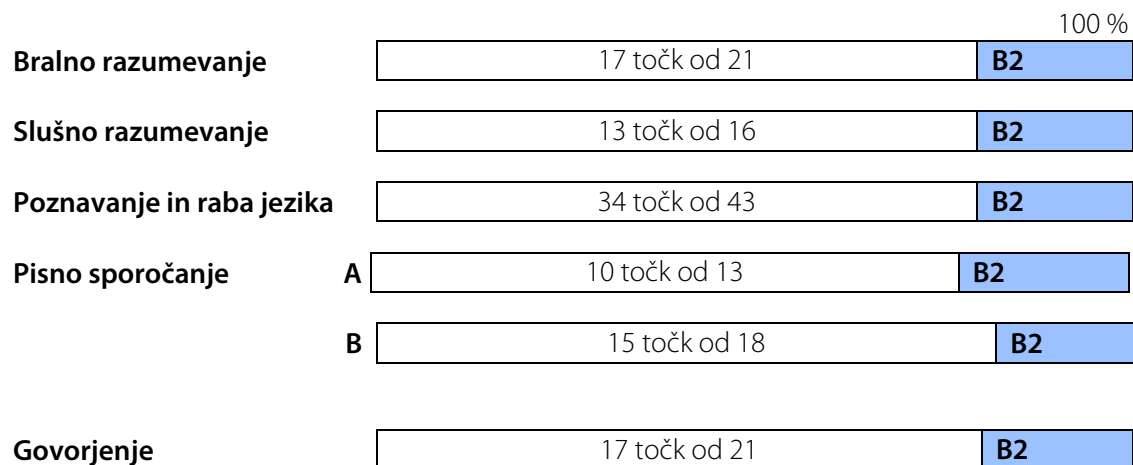 100 %
Bralno razumevanje 17 točk od 21 B2
Slušno razumevanje 13 točk od 16 B2
Poznavanje in raba jezika 34 točk od 43 B2
Pisno sporočanje A 10 točk od 13 B2
B 15 točk od 18 B2
Govorjenje 17 točk od 21 B2